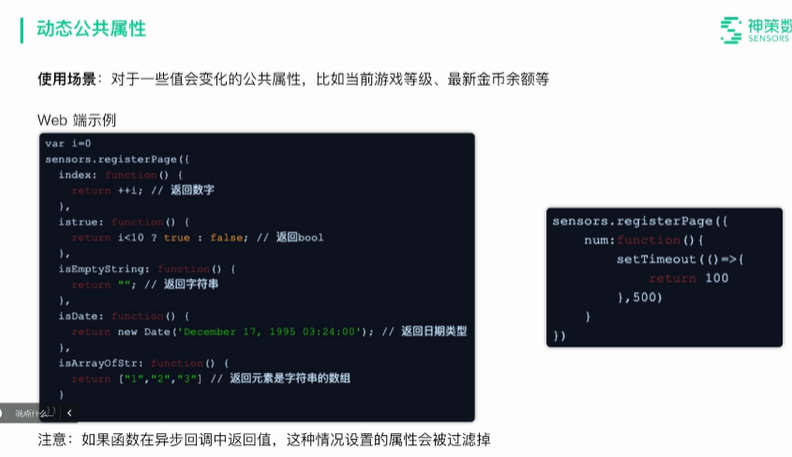 动态公共属性
神策数
SENSORS
使用场景：对于一些值会变化的公共属性，比如当前游戏等级、最新金币余额等
Web 端示例
var i=0
sensors.registerPage({
index: function() {
return ++i; // 返回数字
},
istrue: function() {
return i<10 ? true : false; // 返回bool
},
isEmptyString: function() {
return ""; // 返回字符串
},
isDate: function() {
return new Date('December 17, 1995 03:24:00'); // 返回日期类型
},
isArrayOfStr: function() {
return ["1","2","3"] // 返回元素是字符串的数组
}
})
说点什么...
sensors.registerPage({
num:function(){
setTimeout(()=>{
return 100
},500)
}
})
注意：如果函数在异步回调中返回值，这种情况设置的属性会被过滤掉